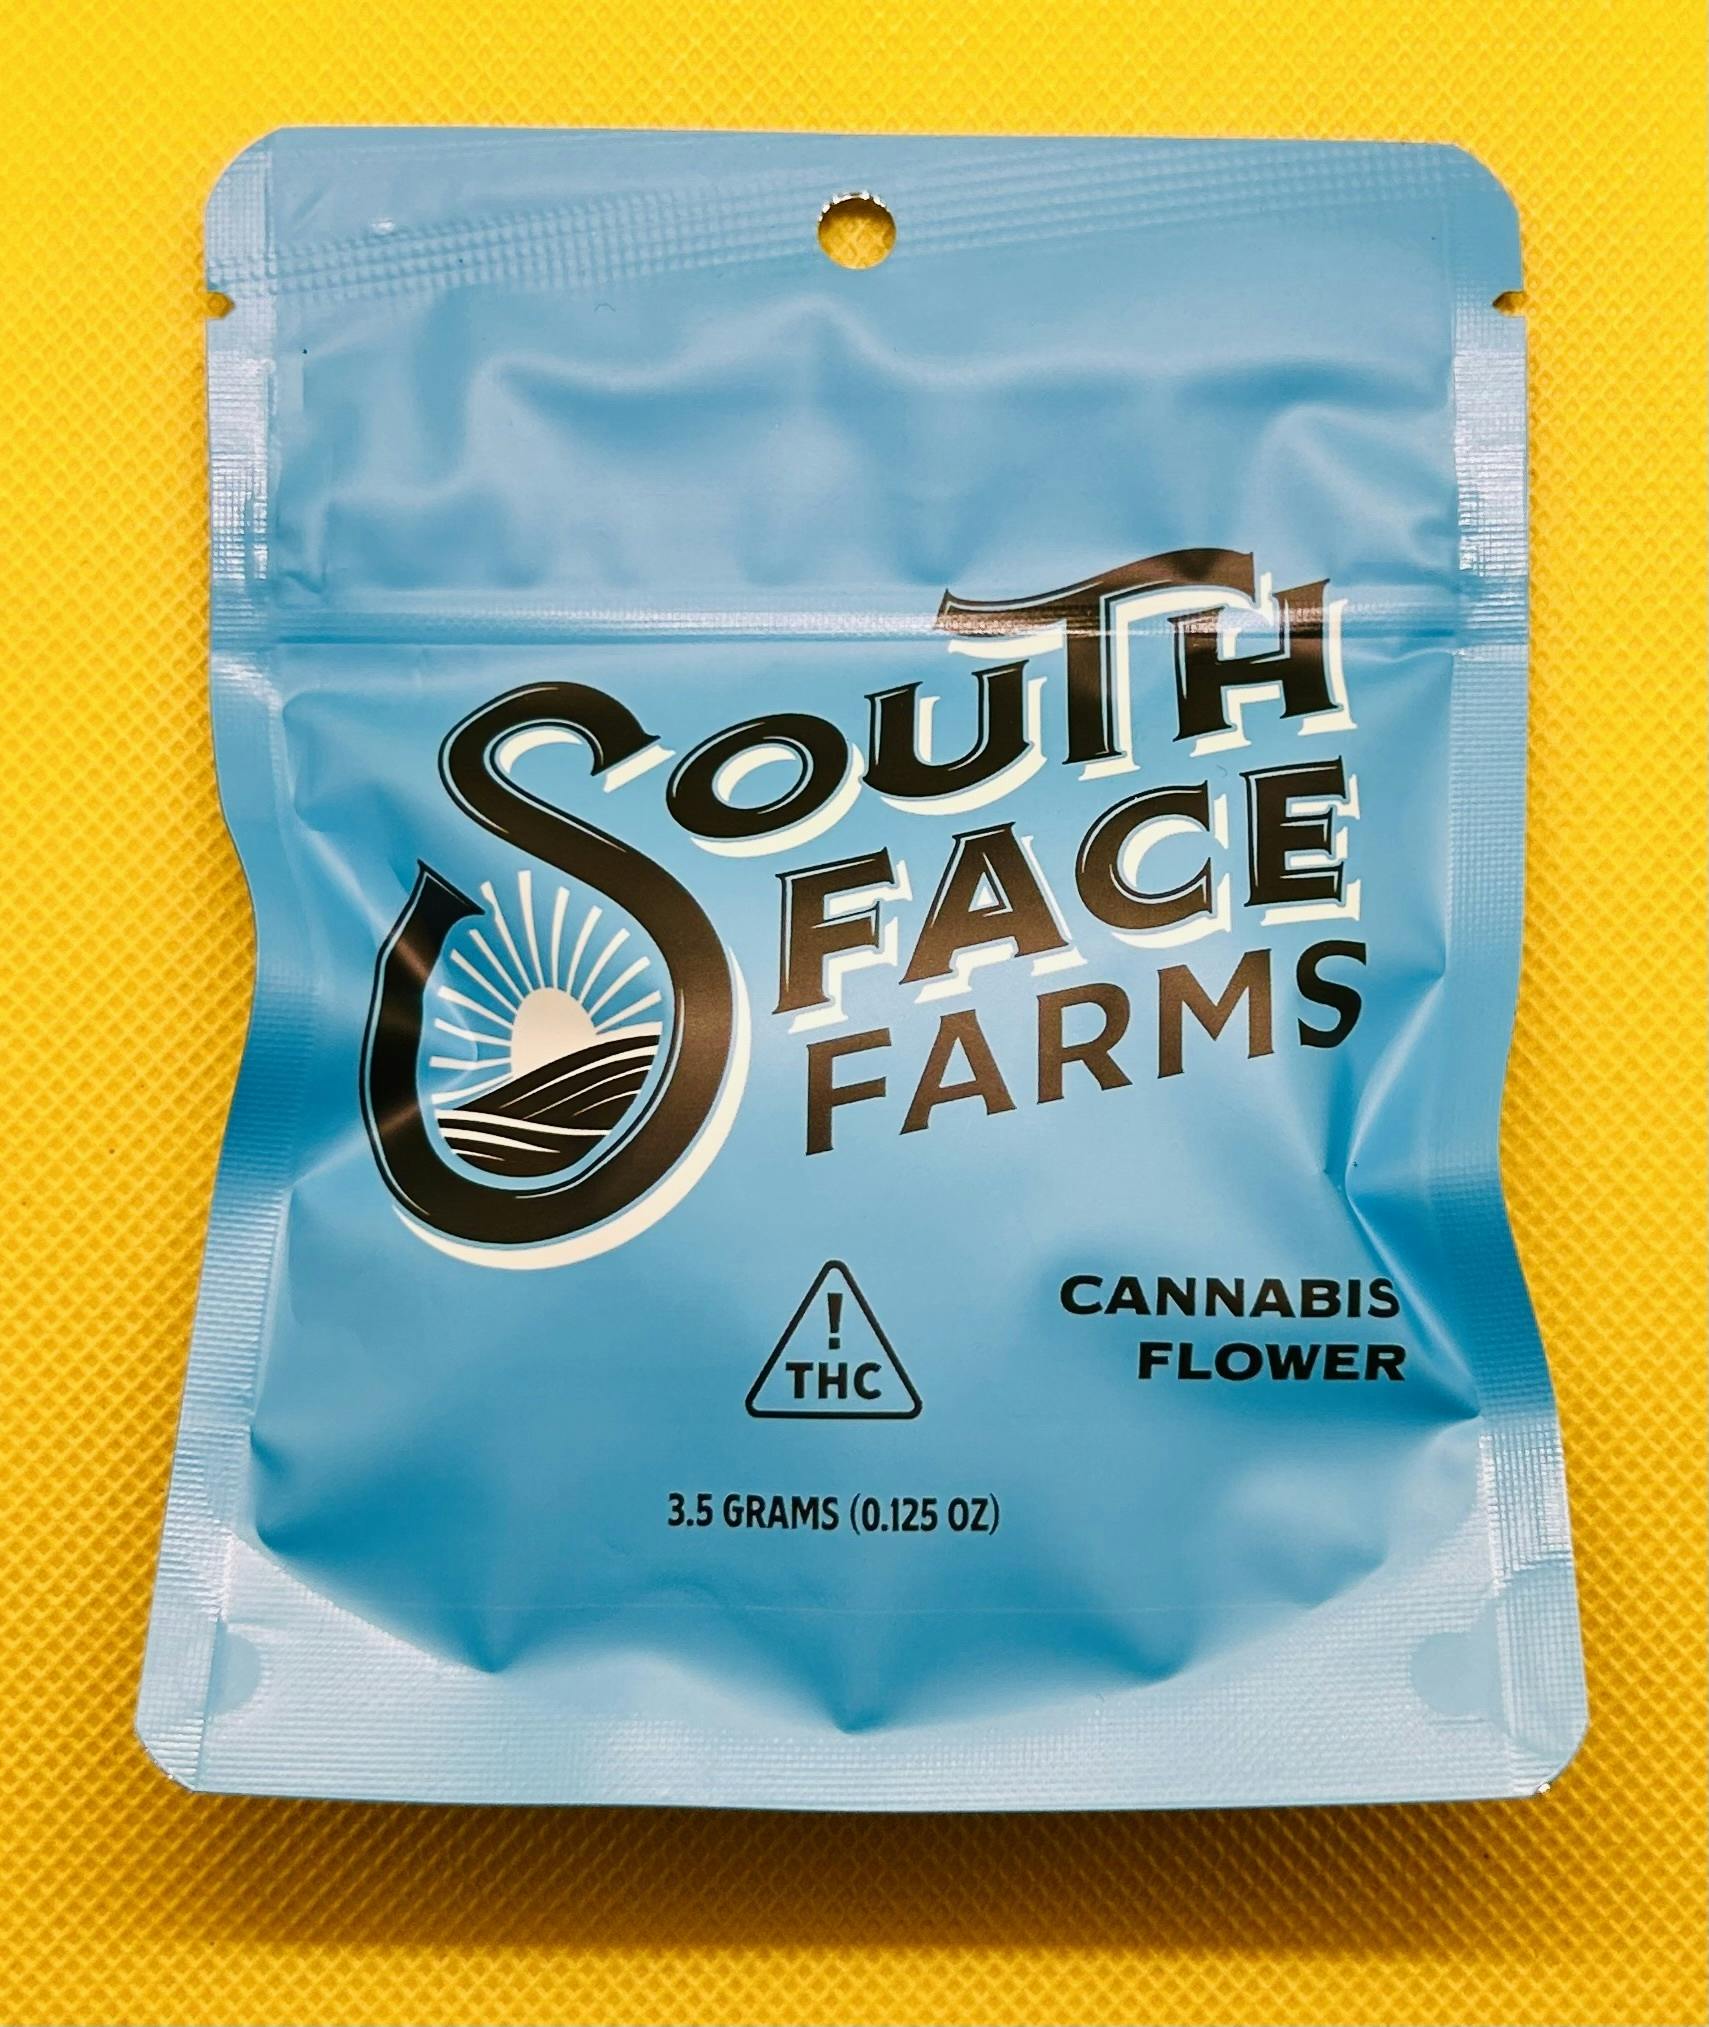 SOUTH
FACE
FARMS
!
THC
CANNABIS
FLOWER
3.5 GRAMS (0.125 OZ)